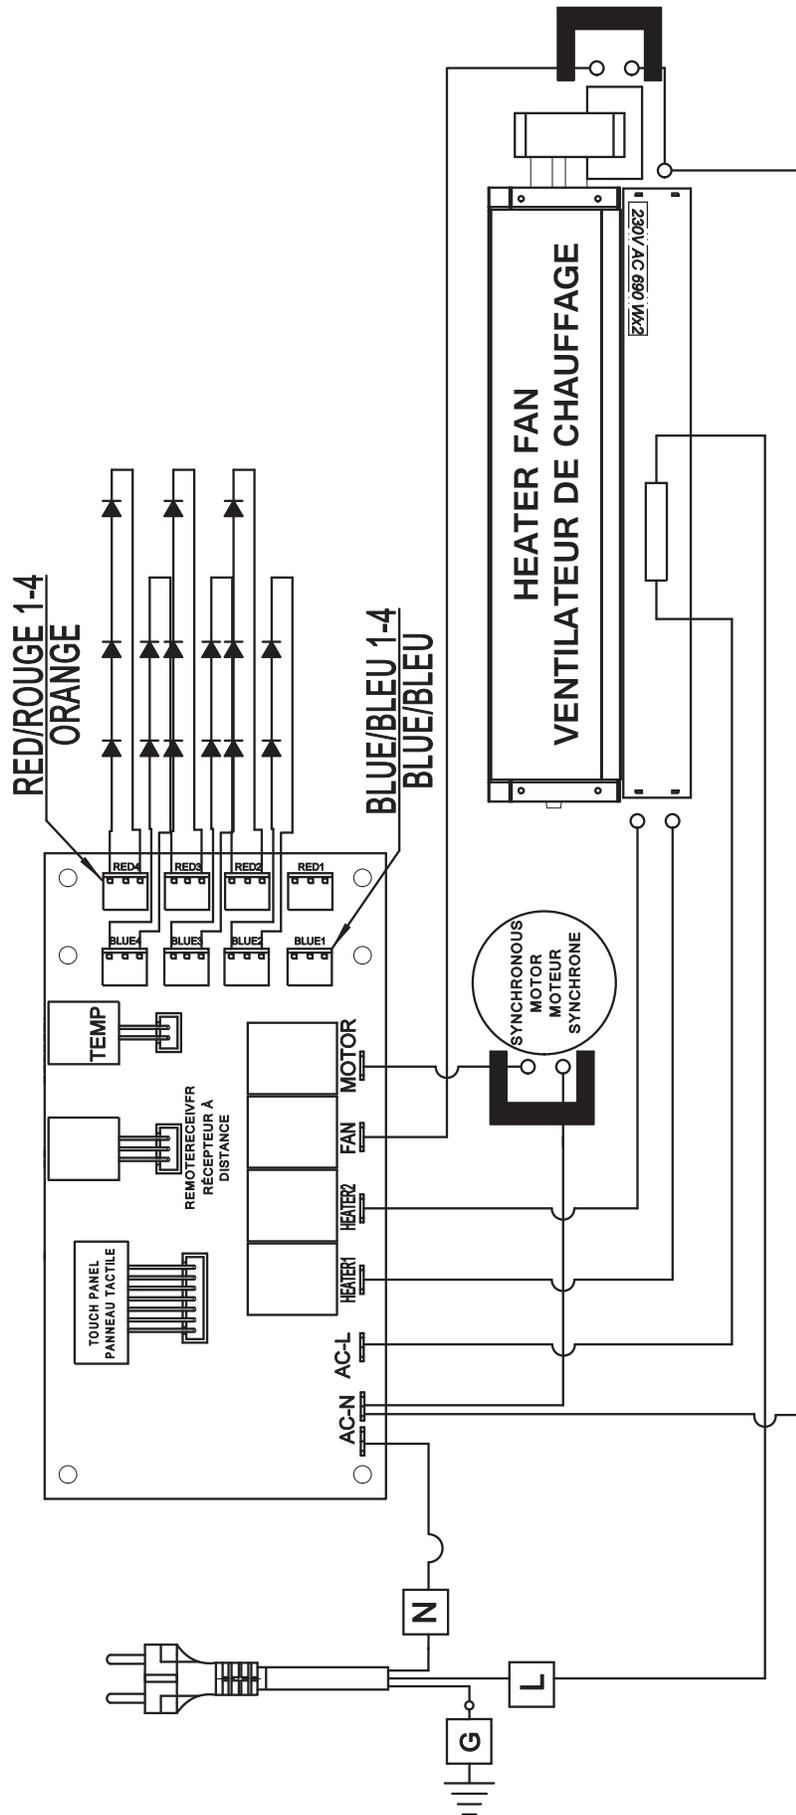 RED/ROUGE 1-4
ORANGE
BLUE/BLEU 1-4
BLUE/BLEU
RED4
RED3
RED2
RED1
BLUE4
BLUE3
BLUE2
BLUE1
TEMP
REMOTERECEIVFR
RÉCEPTEUR À
DISTANCE
TOUCH PANEL
PANNEAU TACTILE
MOTOR
FAN
HEATER2
HEATER1
AC-L
AC-N
SYNCHRONOUS
MOTOR
MOTEUR
SYNCHRONE
HEATER FAN
VENTILATEUR DE CHAUFFAGE
230V AC 690 Wx2
N
L
G